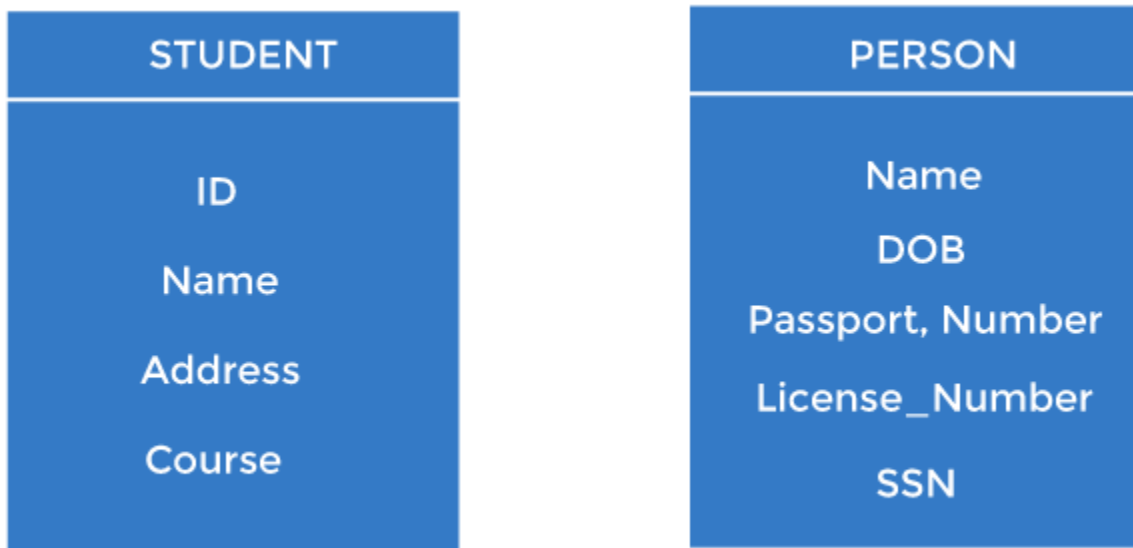 STUDENT
ID
Name
Address
Course
PERSON
Name
DOB
Passport, Number
License_Number
SSN